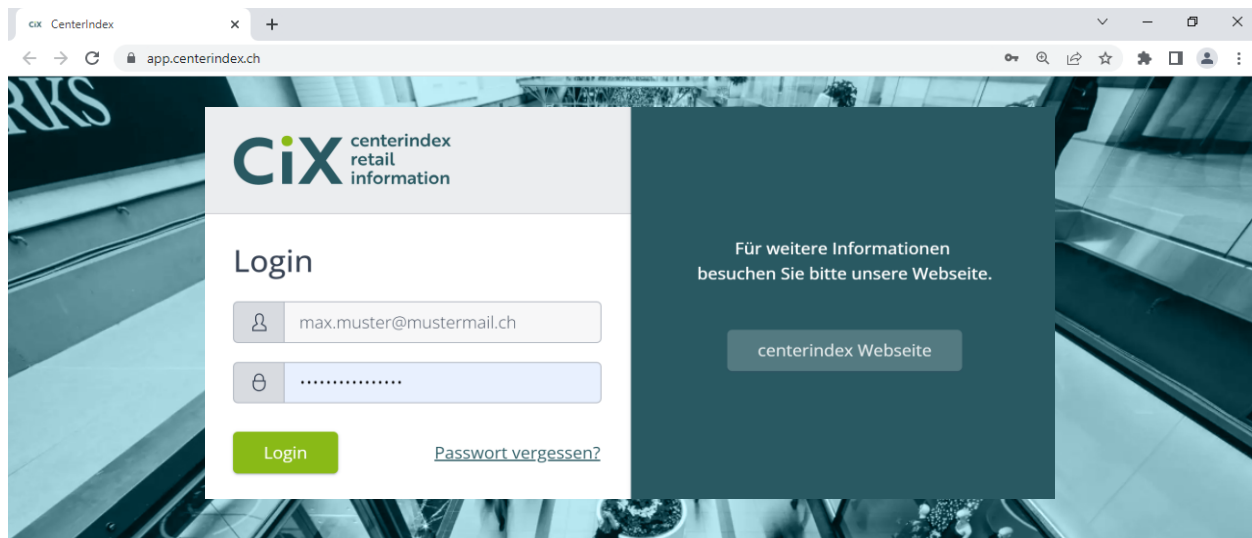 CiX CenterIndex
app.centerindex.ch
RKS
CiX centerindex
retail
information
Login
max.muster@mustermail.ch
Login
Passwort vergessen?
Für weitere Informationen
besuchen Sie bitte unsere Webseite.
centerindex Webseite